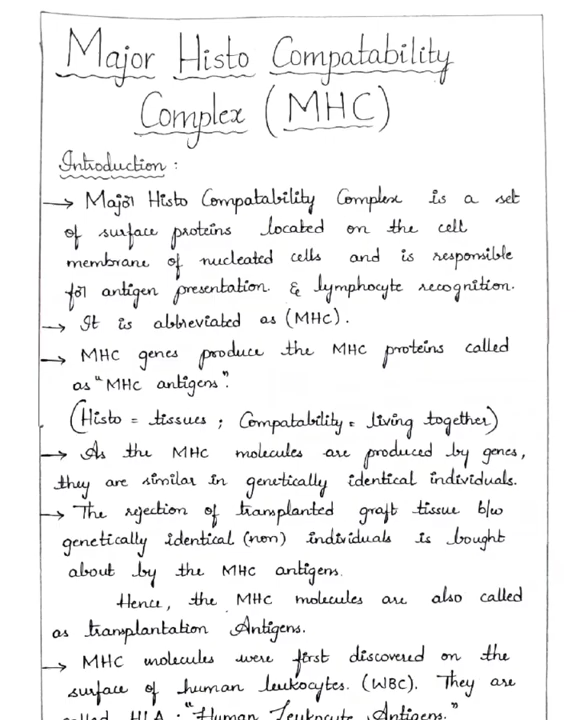 Major Histo Compatability
Complex (MHC)
Introduction :
→ Major Histo Compatability Complex is a set
of surface proteins located on the cell
membrane of nucleated cells and is responsible
for antigen presentation. & lymphocyte recognition.
→ It is abbreviated as (MHC).
→ MHC genes produce the MHC proteins called
as "MHC antigens".
(Histo = tissues ; Compatability = living together)
→ As the MHC molecules are produced by genes,
they are similar in genetically identical individuals.
→ The rejection of transplanted graft tissue b/w
genetically identical (non) individuals is bought
about by the MHC antigens.
Hence, the MHC molecules are also called
as transplantation Antigens.
→ MHC molecules were first discovered on the
surface of human leukocytes. (WBC). They are
called HLA. "Human Leukocyte Antigens."